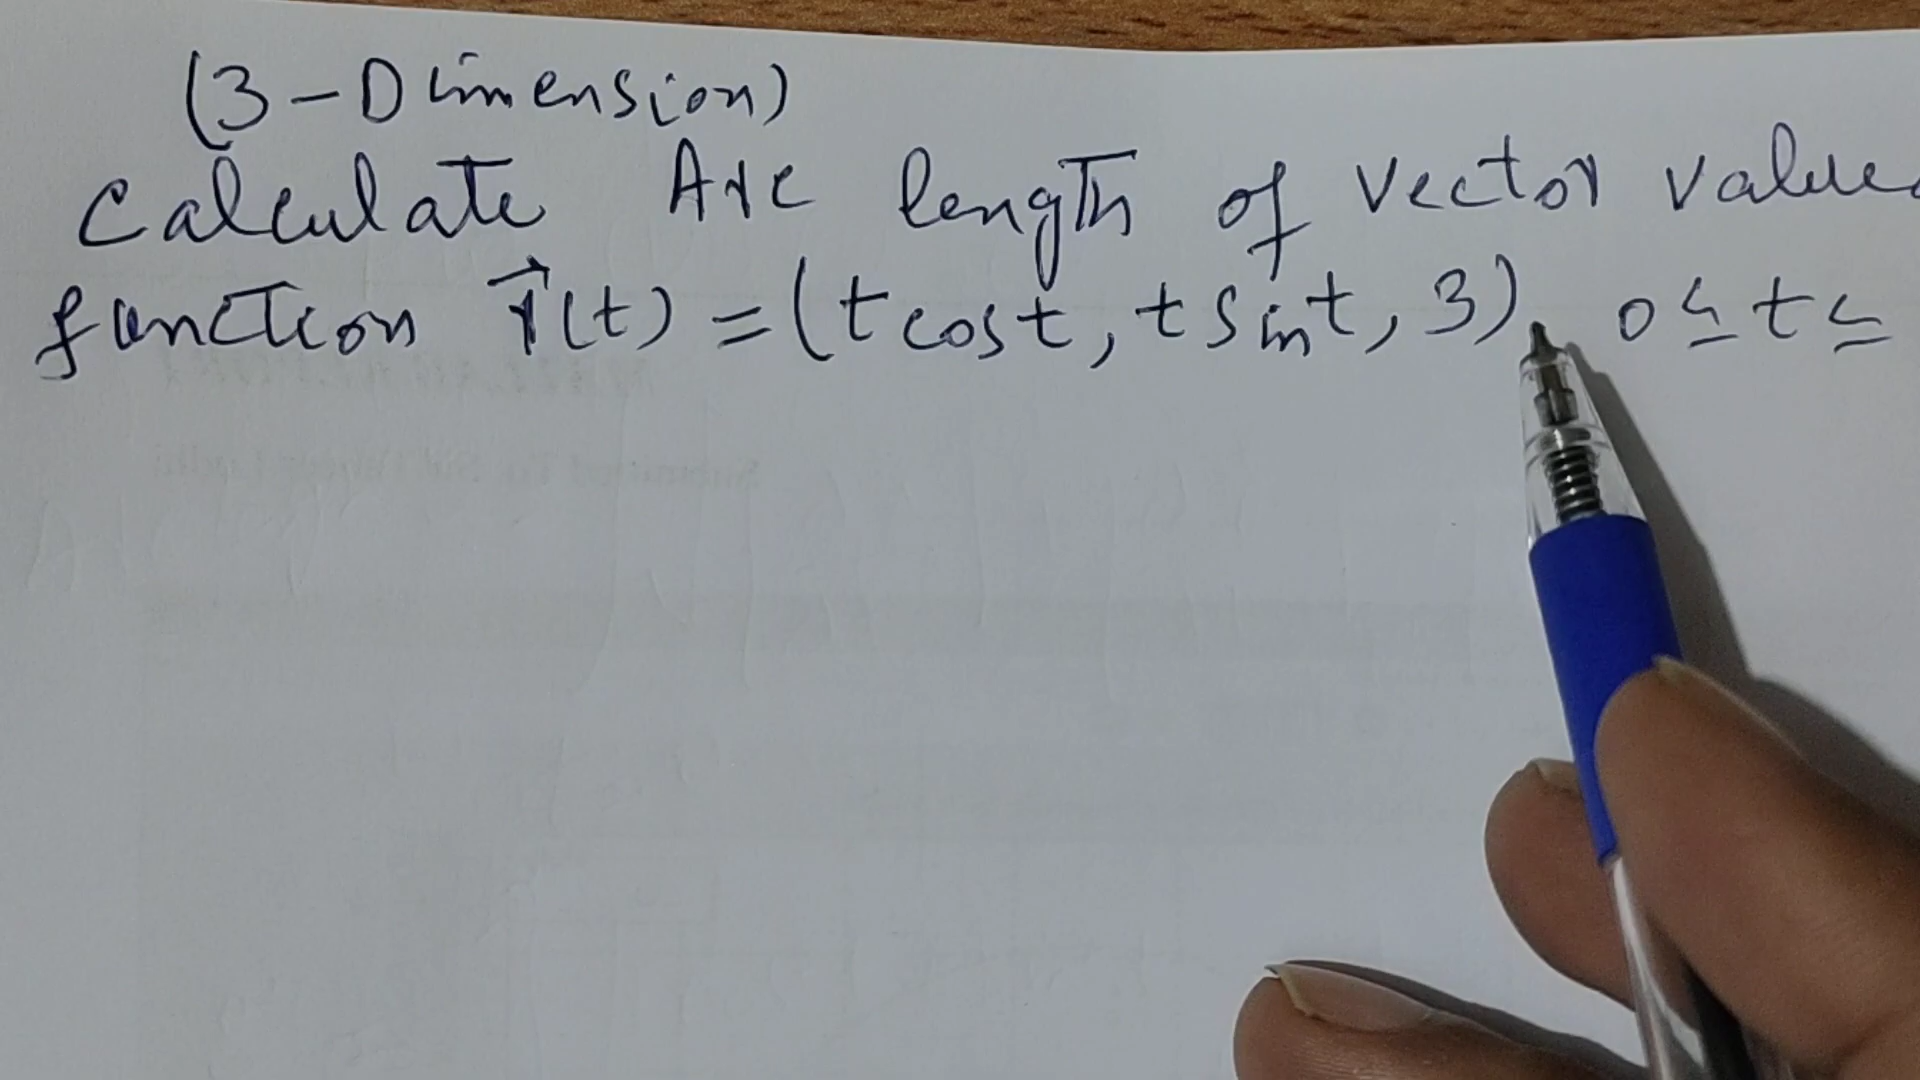 (3-Dimension)
Calculate Arc length of vector value
function r⃗(t) = (t cost, t sint, 3), 0 ≤ t ≤